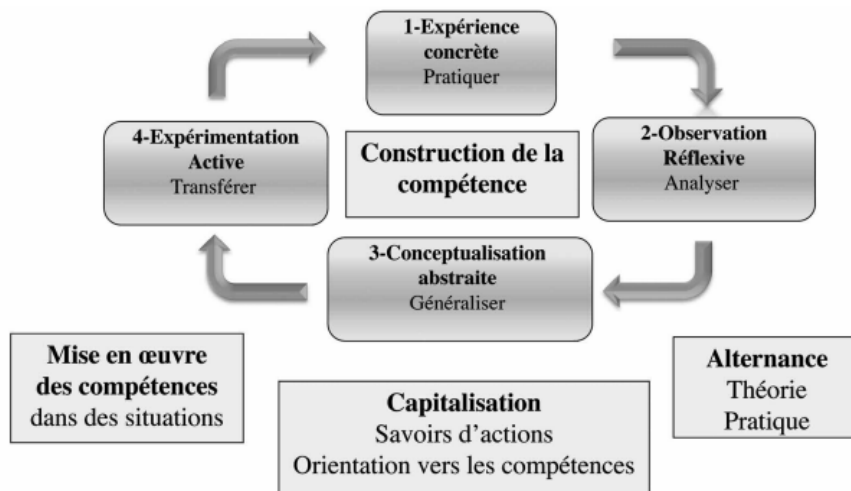 1-Expérience
concrète
Pratiquer
4-Expérimentation
Active
Transférer
Construction de la
compétence
2-Observation
Réflexive
Analyser
3-Conceptualisation
abstraite
Généraliser
Mise en œuvre
des compétences
dans des situations
Capitalisation
Savoirs d’actions
Orientation vers les compétences
Alternance
Théorie
Pratique